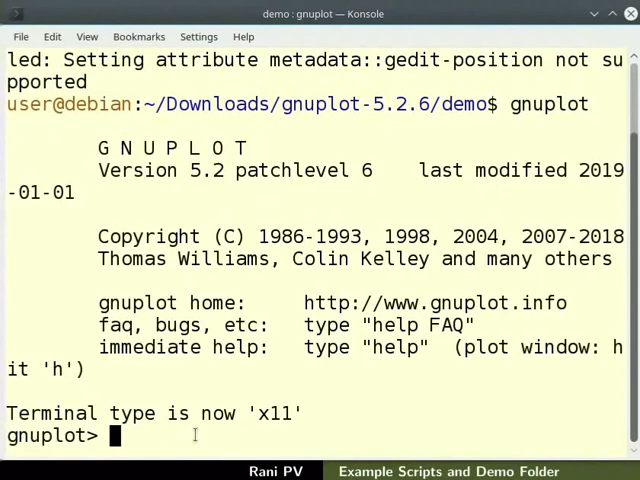 demo : gnuplot — Konsole
File Edit View Bookmarks Settings Help
led: Setting attribute metadata::gedit-position not su
pported
user@debian:~/Downloads/gnuplot-5.2.6/demo$ gnuplot
G N U P L O T
Version 5.2 patchlevel 6 last modified 2019
-01-01
Copyright (C) 1986-1993, 1998, 2004, 2007-2018
Thomas Williams, Colin Kelley and many others
gnuplot home: http://www.gnuplot.info
faq, bugs, etc: type "help FAQ"
immediate help: type "help" (plot window: h
it 'h')
Terminal type is now 'x11'
gnuplot>
Rani PV Example Scripts and Demo Folder